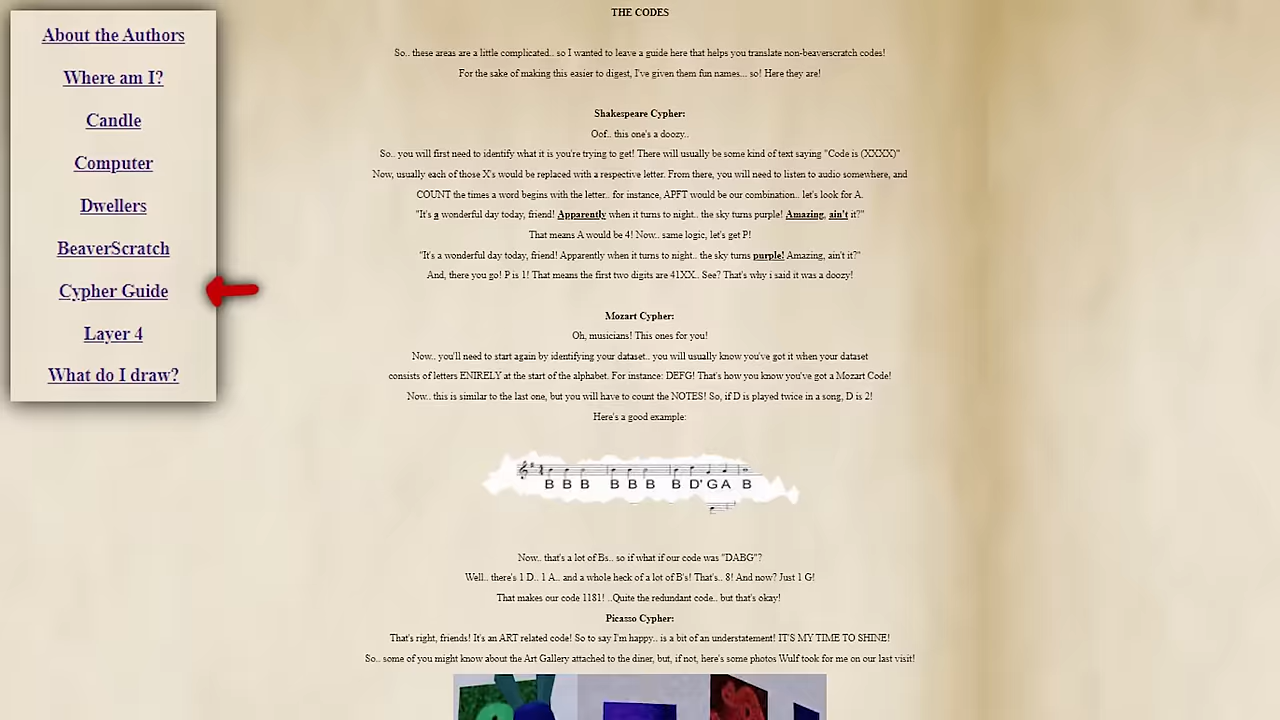 About the Authors
Where am I?
Candle
Computer
Dwellers
BeaverScratch
Cypher Guide
Layer 4
What do I draw?
THE CODES
So.. these areas are a little complicated.. so I wanted to leave a guide here that helps you translate non-beaverscratch codes!
For the sake of making this easier to digest, I've given them fun names... so! Here they are!
Shakespeare Cypher:
Oof.. this one's a doozy..
So.. you will first need to identify what it is you're trying to get! There will usually be some kind of text saying "Code is (XXXX)"
Now, usually each of those X's would be replaced with a respective letter. From there, you will need to listen to audio somewhere, and
COUNT the times a word begins with the letter.. for instance, APFT would be our combination.. let's look for A.
"It's a wonderful day today, friend! Apparently when it turns to night.. the sky turns purple! Amazing, ain't it?"
That means A would be 4! Now.. same logic, let's get P!
"It's a wonderful day today, friend! Apparently when it turns to night.. the sky turns purple! Amazing, ain't it?"
And, there you go! P is 1! That means the first two digits are 41XX.. See? That's why i said it was a doozy!
Mozart Cypher:
Oh, musicians! This ones for you!
Now.. you'll need to start again by identifying your dataset.. you will usually know you've got it when your dataset
consists of letters ENIRELY at the start of the alphabet. For instance: DEFG! That's how you know you've got a Mozart Code!
Now.. this is similar to the last one, but you will have to count the NOTES! So, if D is played twice in a song, D is 2!
Here's a good example:
B B B B B B B D' G A B
Now.. that's a lot of Bs.. so if what if our code was "DABG"?
Well.. there's 1 D.. 1 A.. and a whole heck of a lot of B's! That's.. 8! And now? Just 1 G!
That makes our code 1181! ..Quite the redundant code.. but that's okay!
Picasso Cypher:
That's right, friends! It's an ART related code! So to say I'm happy.. is a bit of an understatement! IT'S MY TIME TO SHINE!
So.. some of you might know about the Art Gallery attached to the diner, but, if not, here's some photos Wulf took for me on our last visit!